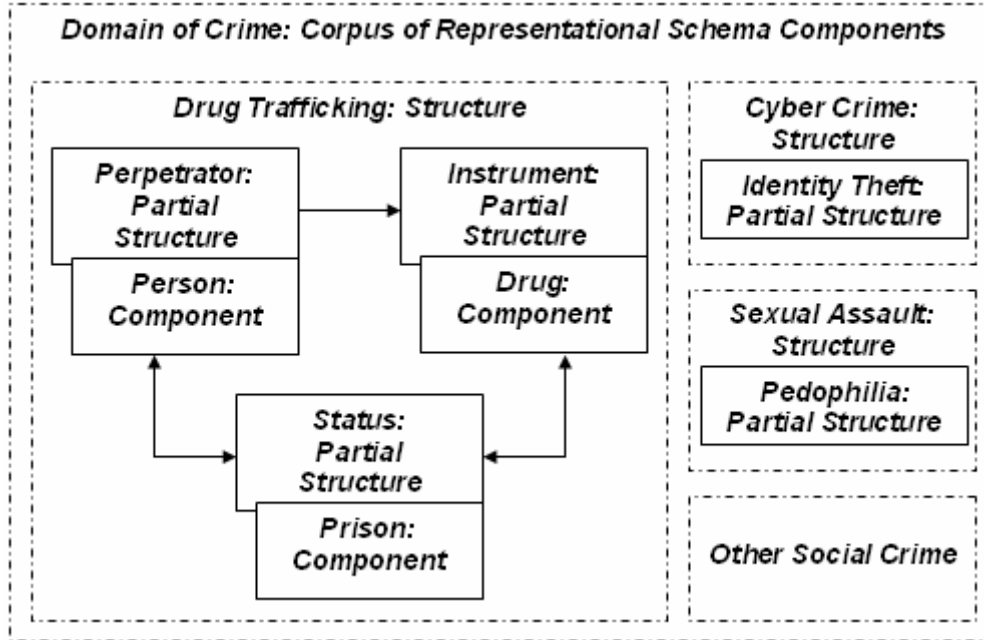 Domain of Crime: Corpus of Representational Schema Components
Drug Trafficking: Structure
Perpetrator:
Partial
Structure
Person:
Component
Instrument:
Partial
Structure
Drug:
Component
Status:
Partial
Structure
Prison:
Component
Cyber Crime:
Structure
Identity Theft:
Partial Structure
Sexual Assault:
Structure
Pedophilia:
Partial Structure
Other Social Crime